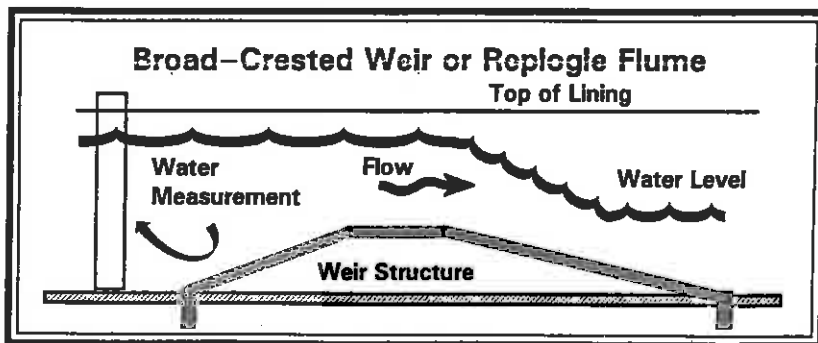 Broad-Crested Weir or Replogle Flume
Top of Lining
Water
Measurement
Flow
Water Level
Weir Structure